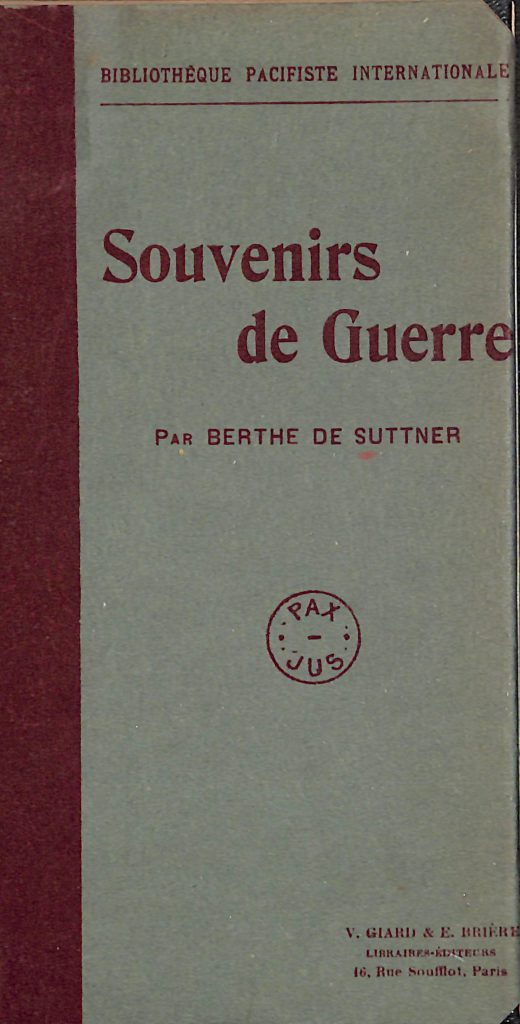 BIBLIOTHÈQUE PACIFISTE INTERNATIONALE
Souvenirs
de Guerre
PAR BERTHE DE SUTTNER
PAX
JUS
V. GIARD & E. BRIÈRE
LIBRAIRES-ÉDITEURS
16, Rue Soufflot, Paris